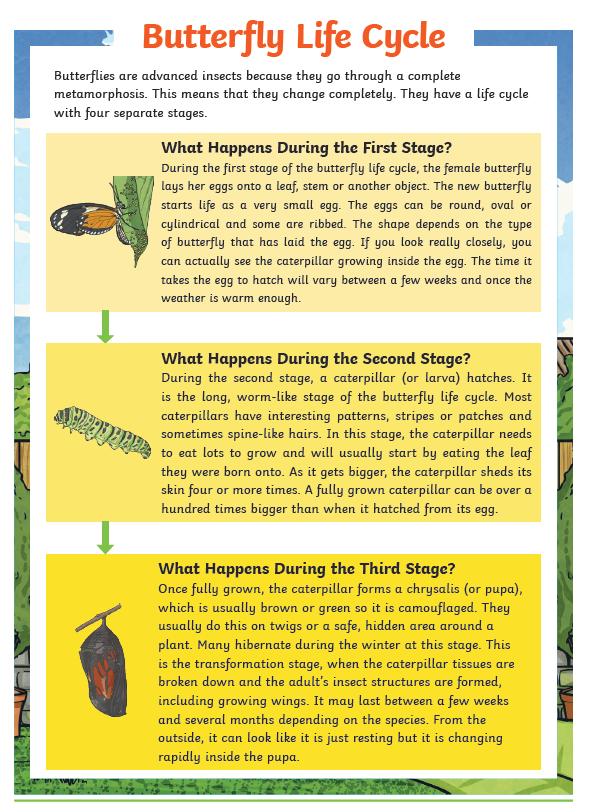 Butterfly Life Cycle
Butterflies are advanced insects because they go through a complete
metamorphosis. This means that they change completely. They have a life cycle
with four separate stages.
What Happens During the First Stage?
During the first stage of the butterfly life cycle, the female butterfly
lays her eggs onto a leaf, stem or another object. The new butterfly
starts life as a very small egg. The eggs can be round, oval or
cylindrical and some are ribbed. The shape depends on the type
of butterfly that has laid the egg. If you look really closely, you
can actually see the caterpillar growing inside the egg. The time it
takes the egg to hatch will vary between a few weeks and once the
weather is warm enough.
What Happens During the Second Stage?
During the second stage, a caterpillar (or larva) hatches. It
is the long, worm-like stage of the butterfly life cycle. Most
caterpillars have interesting patterns, stripes or patches and
sometimes spine-like hairs. In this stage, the caterpillar needs
to eat lots to grow and will usually start by eating the leaf
they were born onto. As it gets bigger, the caterpillar sheds its
skin four or more times. A fully grown caterpillar can be over a
hundred times bigger than when it hatched from its egg.
What Happens During the Third Stage?
Once fully grown, the caterpillar forms a chrysalis (or pupa),
which is usually brown or green so it is camouflaged. They
usually do this on twigs or a safe, hidden area around a
plant. Many hibernate during the winter at this stage. This
is the transformation stage, when the caterpillar tissues are
broken down and the adult's insect structures are formed,
including growing wings. It may last between a few weeks
and several months depending on the species. From the
outside, it can look like it is just resting but it is changing
rapidly inside the pupa.